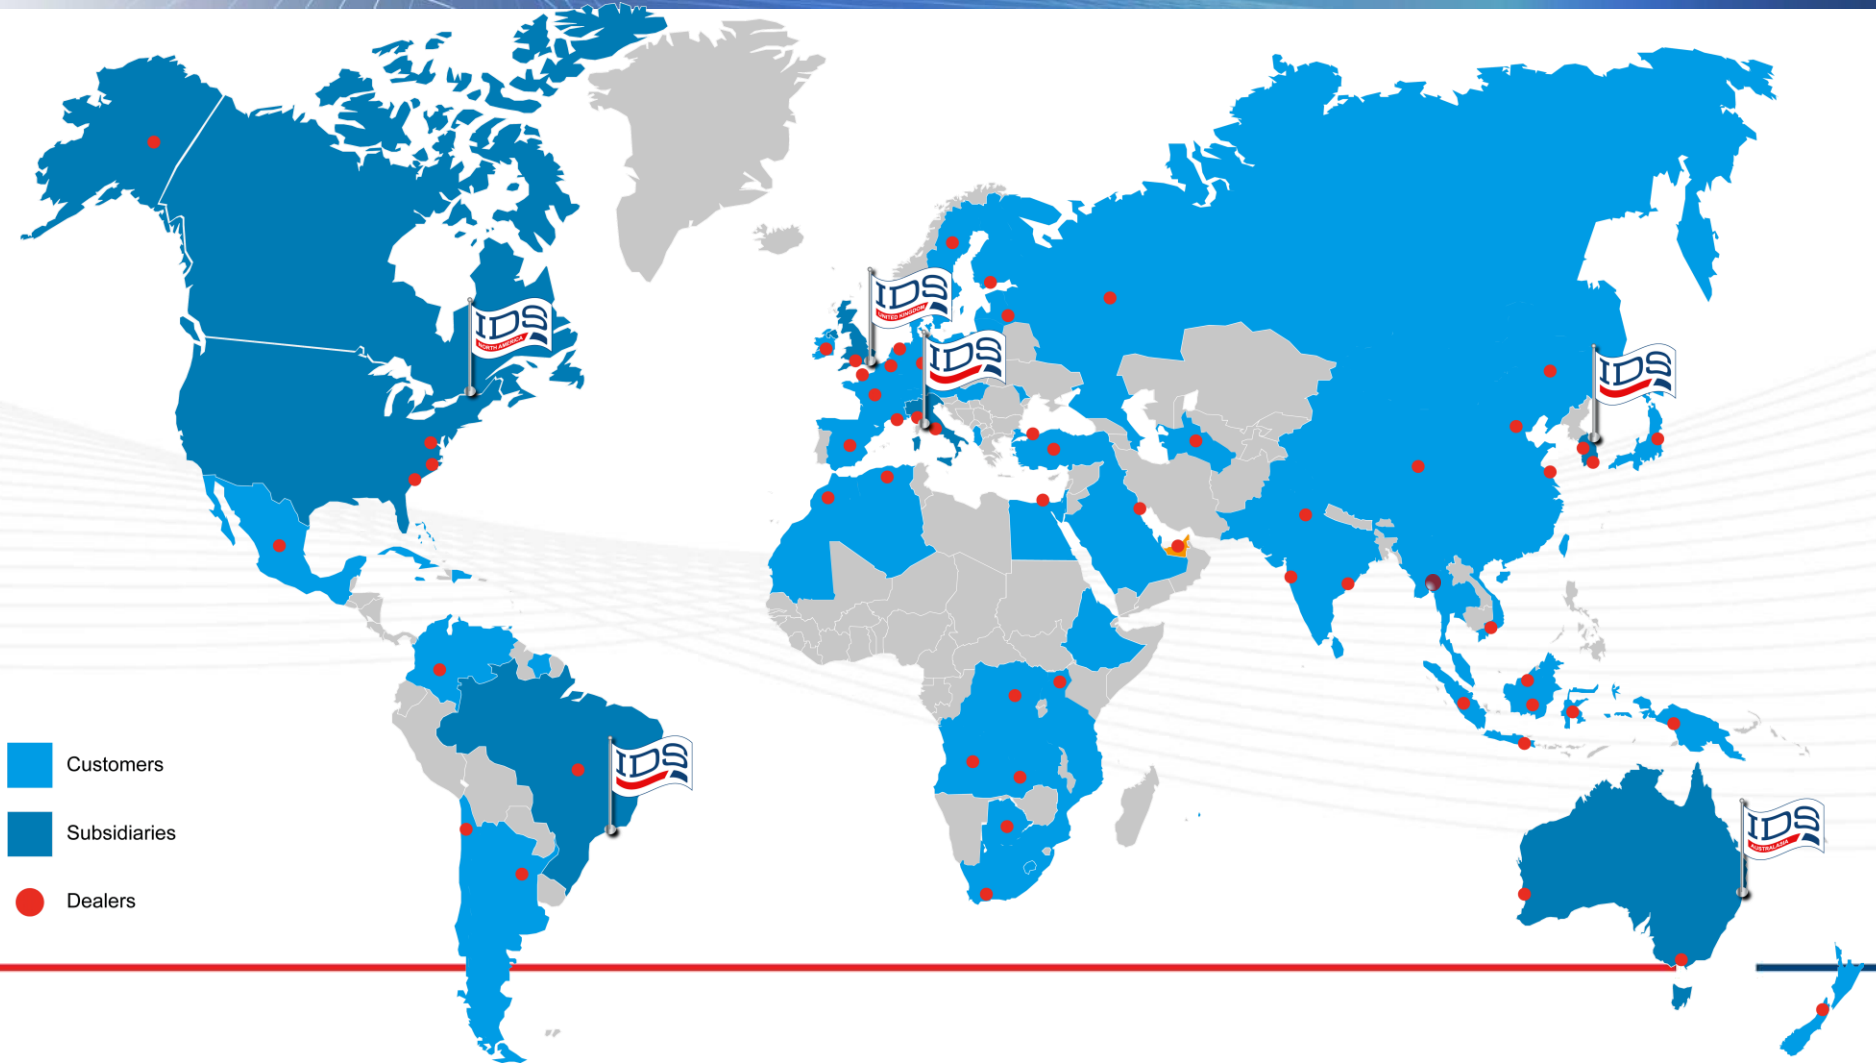 IDS
UNITED KINGDOM
IDS
NORTH AMERICA
IDS
IDS
IDS
IDS
AUSTRALASIA
Customers
Subsidiaries
Dealers